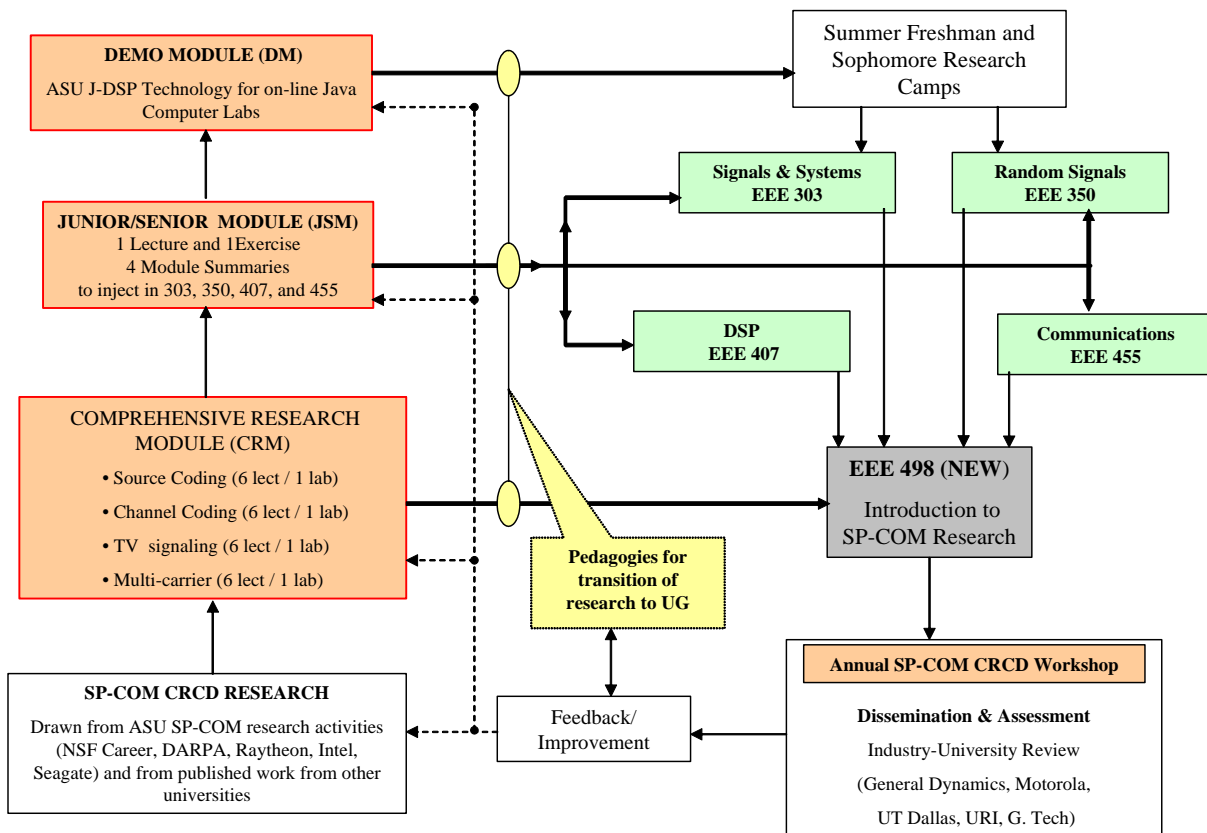 DEMO MODULE (DM)
ASU J-DSP Technology for on-line Java
Computer Labs
Summer Freshman and
Sophomore Research
Camps
Signals & Systems
EEE 303
Random Signals
EEE 350
JUNIOR/SENIOR MODULE (JSM)
1 Lecture and 1Exercise
4 Module Summaries
to inject in 303, 350, 407, and 455
DSP
EEE 407
Communications
EEE 455
COMPREHENSIVE RESEARCH
MODULE (CRM)
• Source Coding (6 lect / 1 lab)
• Channel Coding (6 lect / 1 lab)
• TV signaling (6 lect / 1 lab)
• Multi-carrier (6 lect / 1 lab)
EEE 498 (NEW)
Introduction to
SP-COM Research
Pedagogies for
transition of
research to UG
SP-COM CRCD RESEARCH
Drawn from ASU SP-COM research activities
(NSF Career, DARPA, Raytheon, Intel,
Seagate) and from published work from other
universities
Feedback/
Improvement
Annual SP-COM CRCD Workshop
Dissemination & Assessment
Industry-University Review
(General Dynamics, Motorola,
UT Dallas, URI, G. Tech)